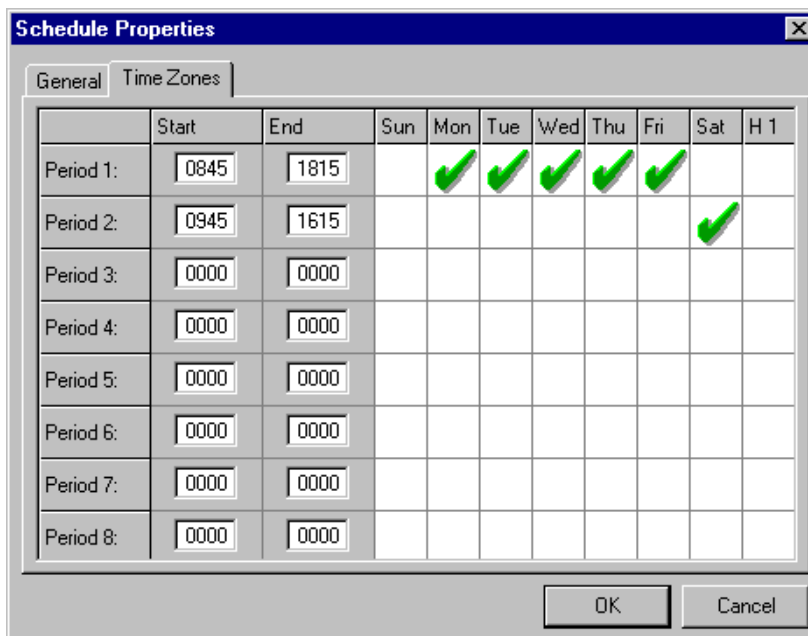 Schedule Properties
General Time Zones
Start End Sun Mon Tue Wed Thu Fri Sat H 1
Period 1: 0845 1815
Period 2: 0945 1615
Period 3: 0000 0000
Period 4: 0000 0000
Period 5: 0000 0000
Period 6: 0000 0000
Period 7: 0000 0000
Period 8: 0000 0000
OK Cancel